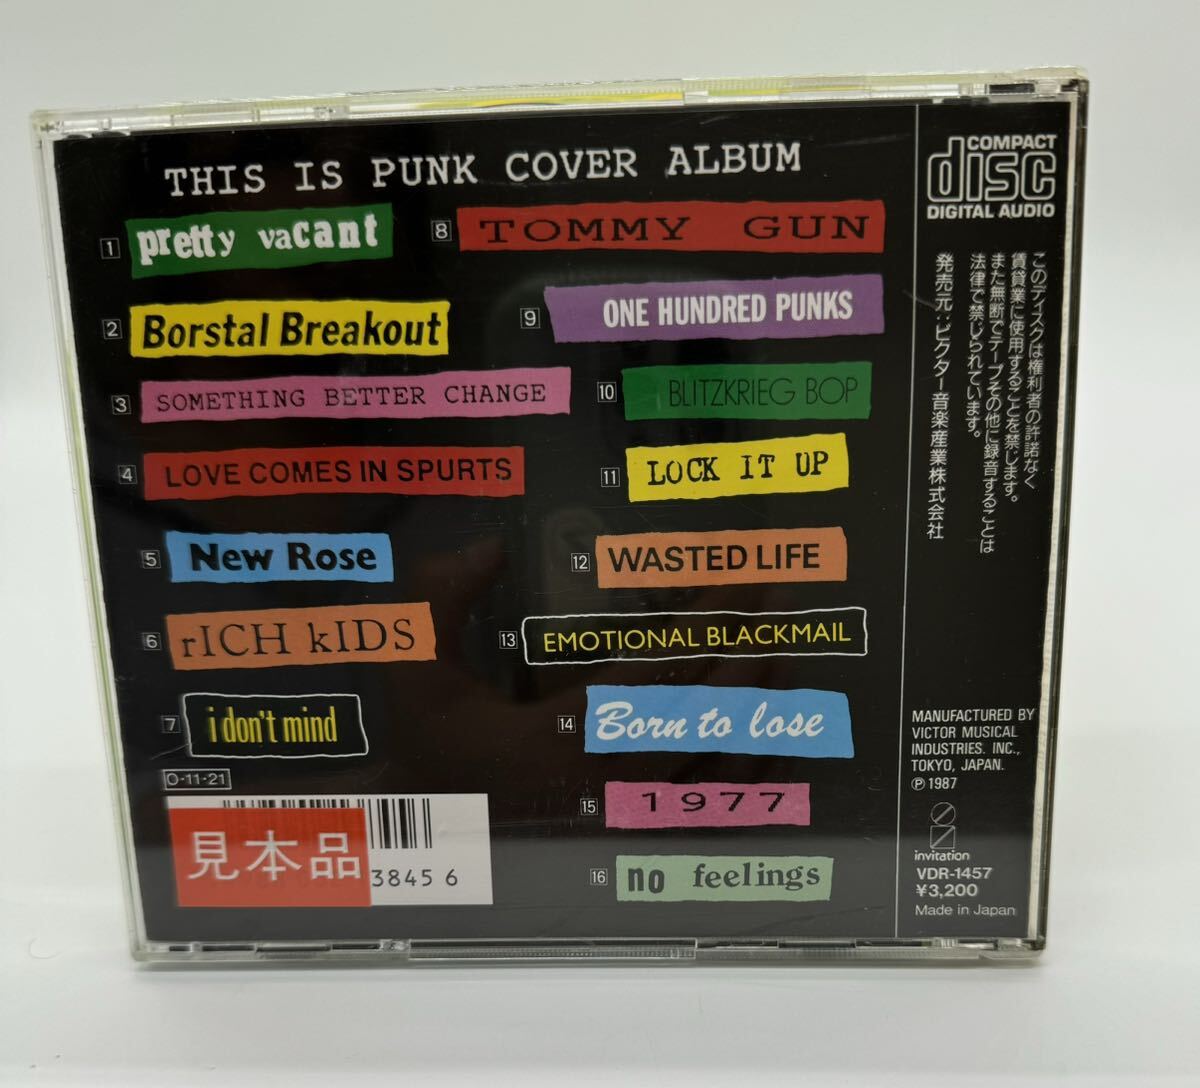 THIS IS PUNK COVER ALBUM
1 pretty vacant
2 Borstal Breakout
3 SOMETHING BETTER CHANGE
4 LOVE COMES IN SPURTS
5 New Rose
6 rICH kIDS
7 i don't mind
8 TOMMY GUN
9 ONE HUNDRED PUNKS
10 BLITZKRIEG BOP
11 LOCK IT UP
12 WASTED LIFE
13 EMOTIONAL BLACKMAIL
14 Born to lose
15 1977
16 no feelings
O-11-21
見本品
3845 6
COMPACT
disc
DIGITAL AUDIO
このディスクは権利者の許諾なく
賃貸業に使用することを禁じます。
また無断でテープその他に録音することは
法律で禁じられています。
発売元:ビクター音楽産業株式会社
MANUFACTURED BY
VICTOR MUSICAL
INDUSTRIES. INC.,
TOKYO, JAPAN.
Ⓟ 1987
invitation
VDR-1457
¥3,200
Made in Japan